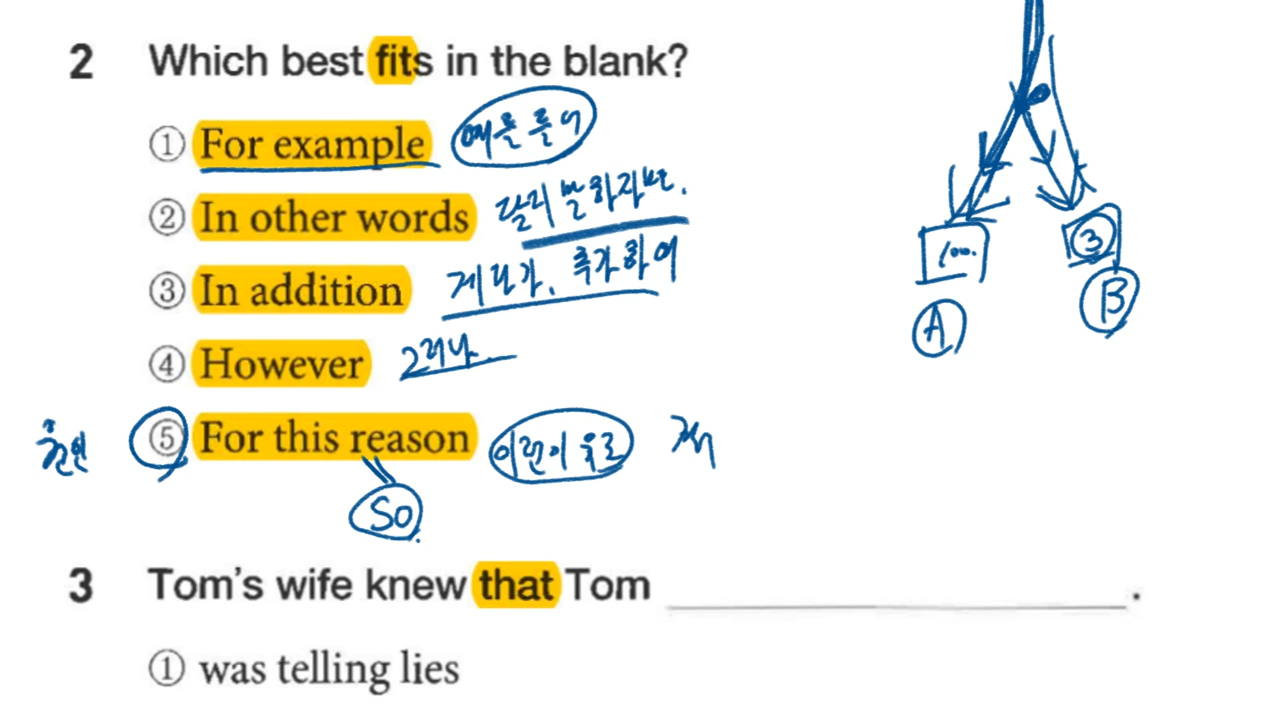 2 Which best fits in the blank?
① For example 예를 들어
② In other words 달리 말하자면.
③ In addition 게다가, 추가하여
④ However 그러나
⑤ For this reason 이런 이유로
So.
100. ③
A B
3 Tom's wife knew that Tom ____________.
① was telling lies